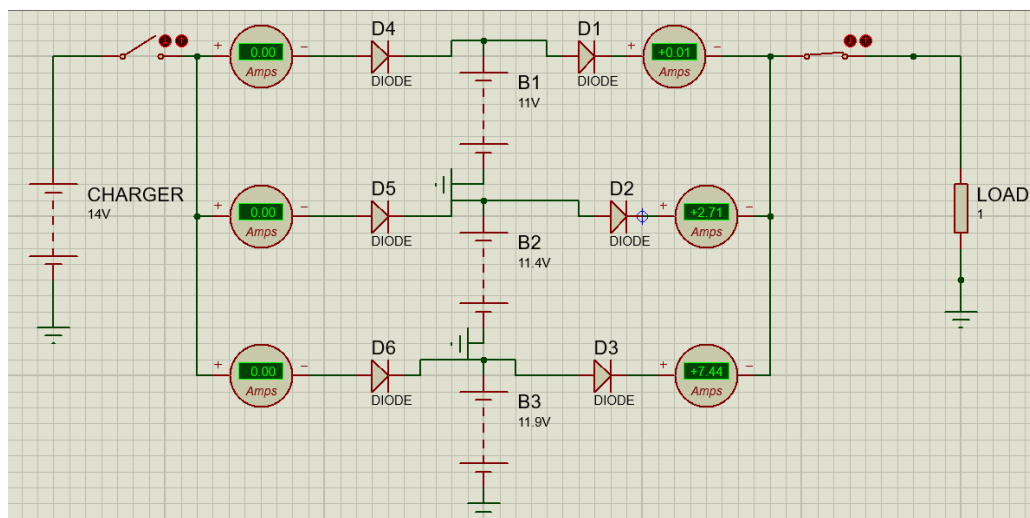 D4
D1
+ 0.00 − DIODE
Amps
+ +0.01 − DIODE
Amps
B1
11V
CHARGER
14V
D5
D2
LOAD
1
+ 0.00 − DIODE
Amps
+ +2.71 − DIODE
Amps
B2
11.4V
D6
D3
+ 0.00 − DIODE
Amps
+ +7.44 − DIODE
Amps
B3
11.9V